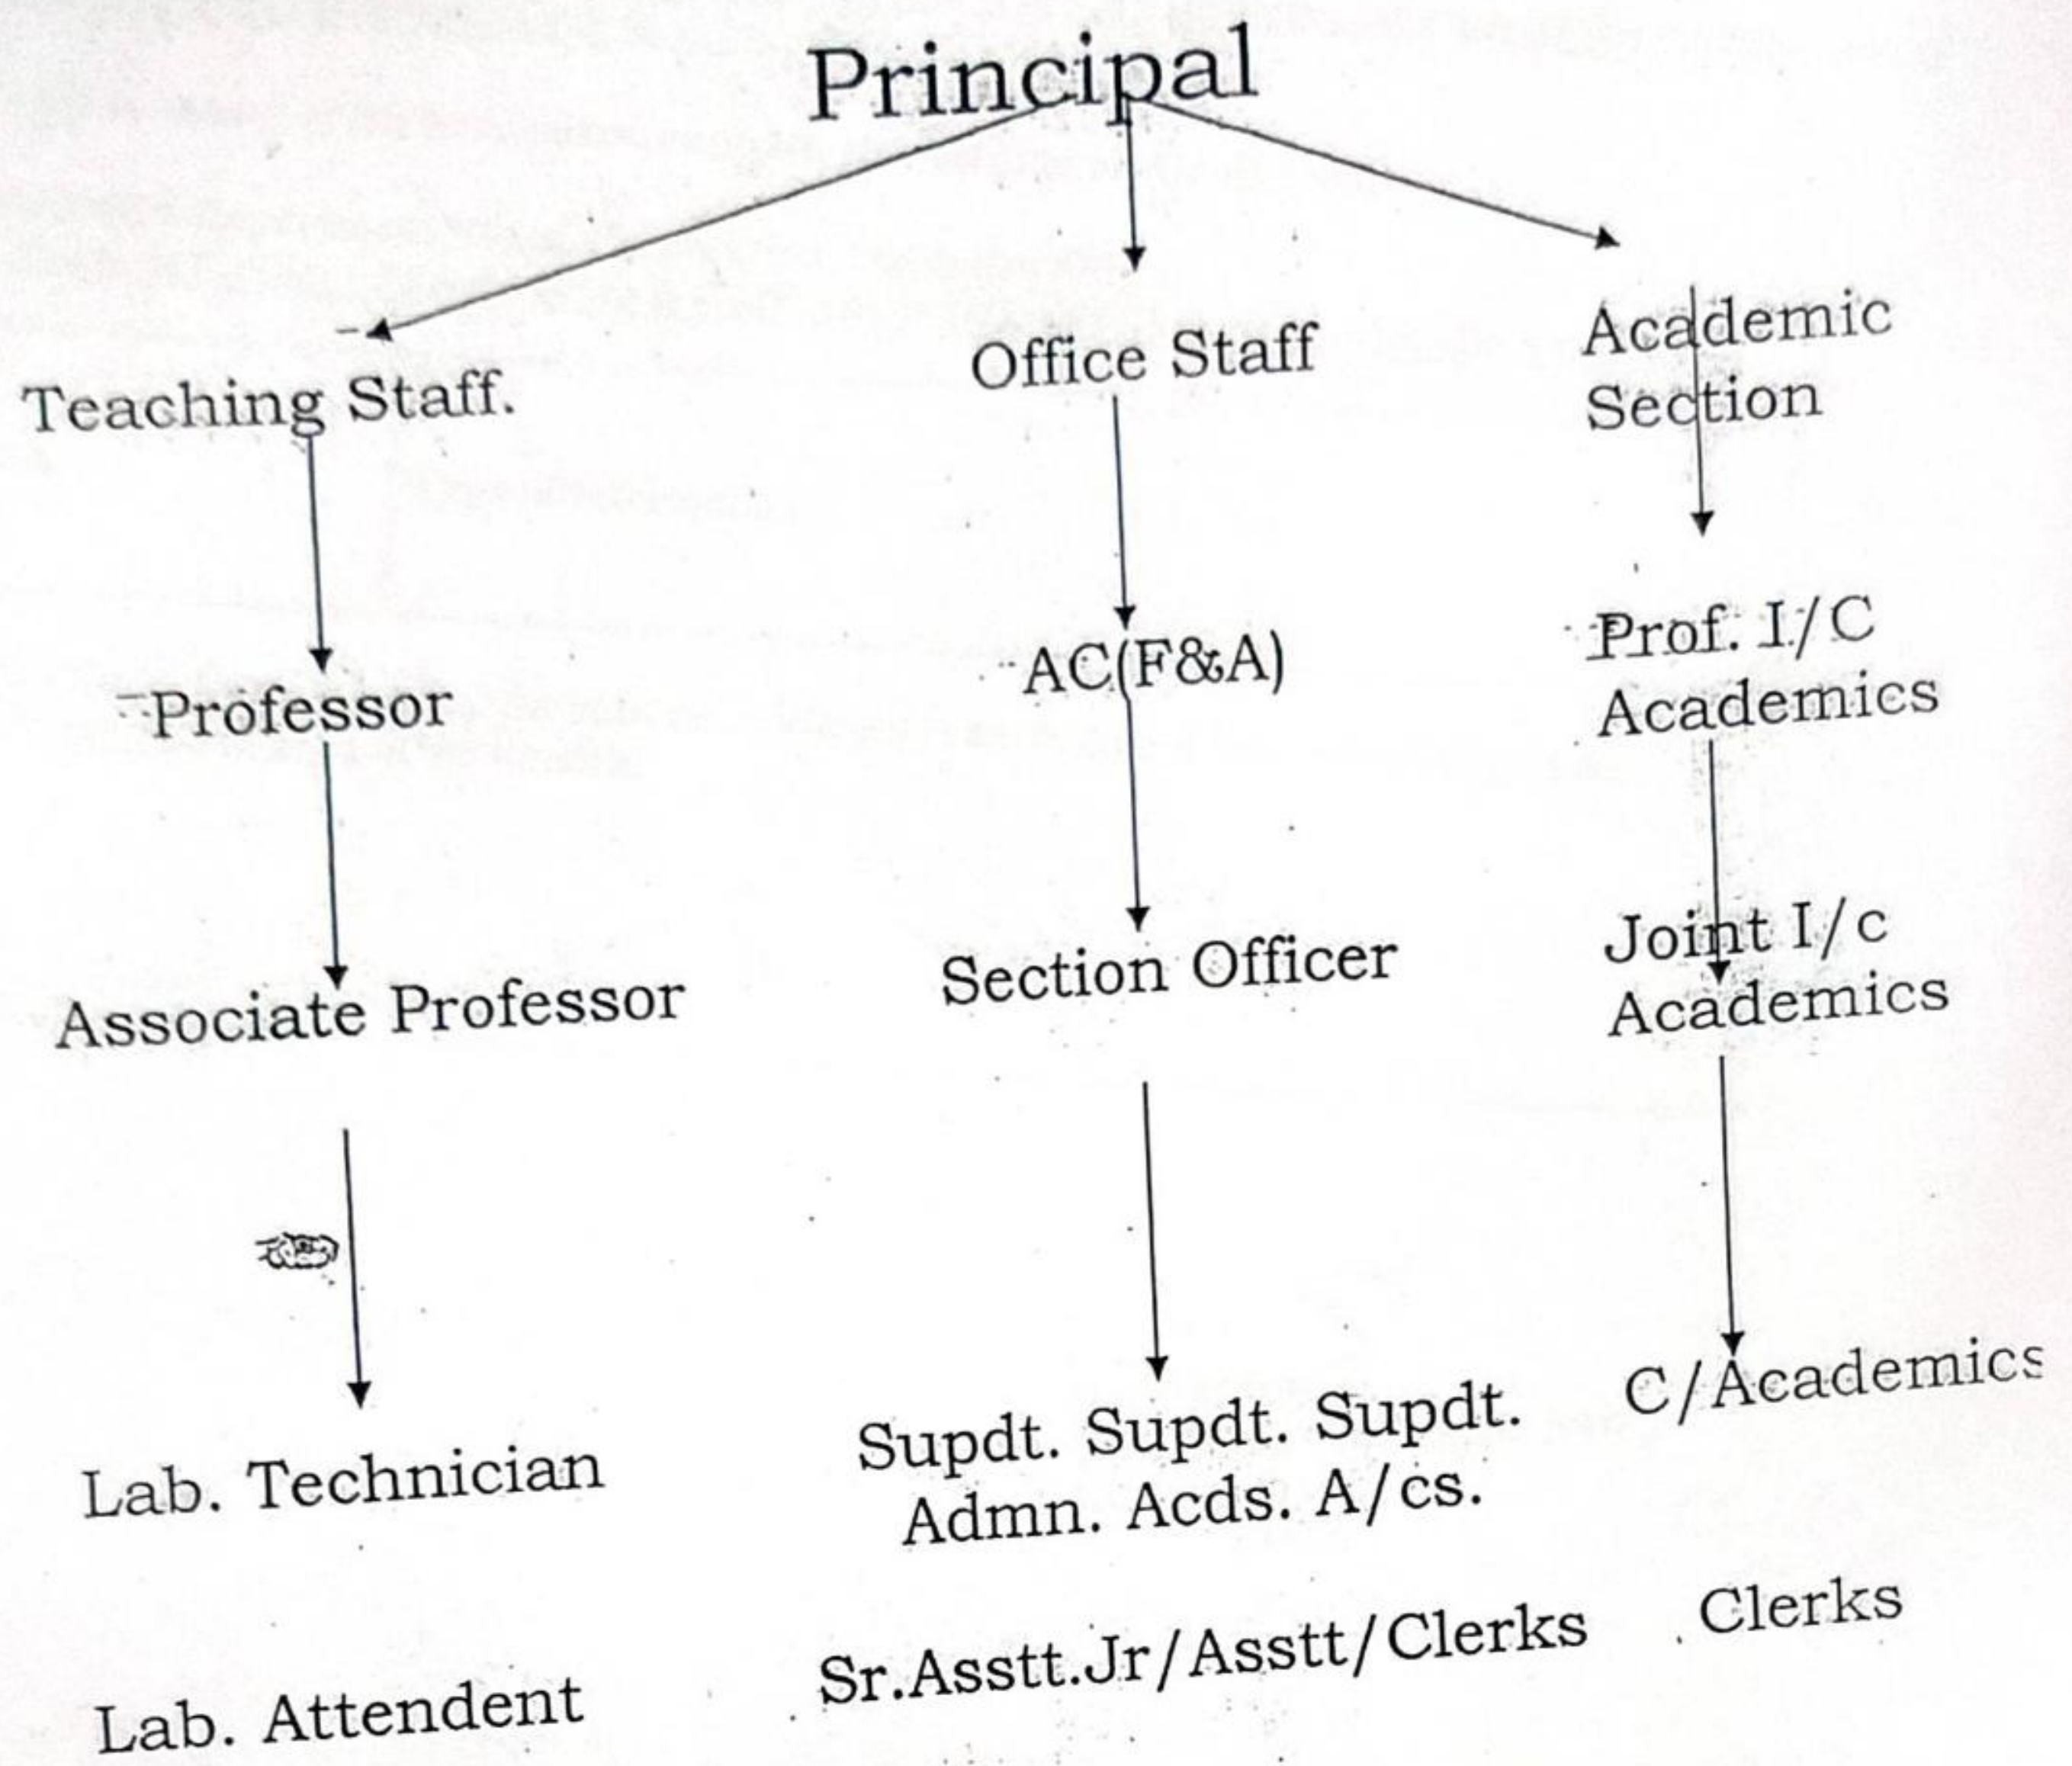 Principal
Teaching Staff.
Office Staff
Academic
Section
Professor
AC(F&A)
Prof. I/C
Academics
Associate Professor
Section Officer
Joint I/c
Academics
Lab. Technician
Supdt. Supdt. Supdt.
Admn. Acds. A/cs.
C/Academics
Lab. Attendent
Sr.Asstt.Jr/Asstt/Clerks
Clerks